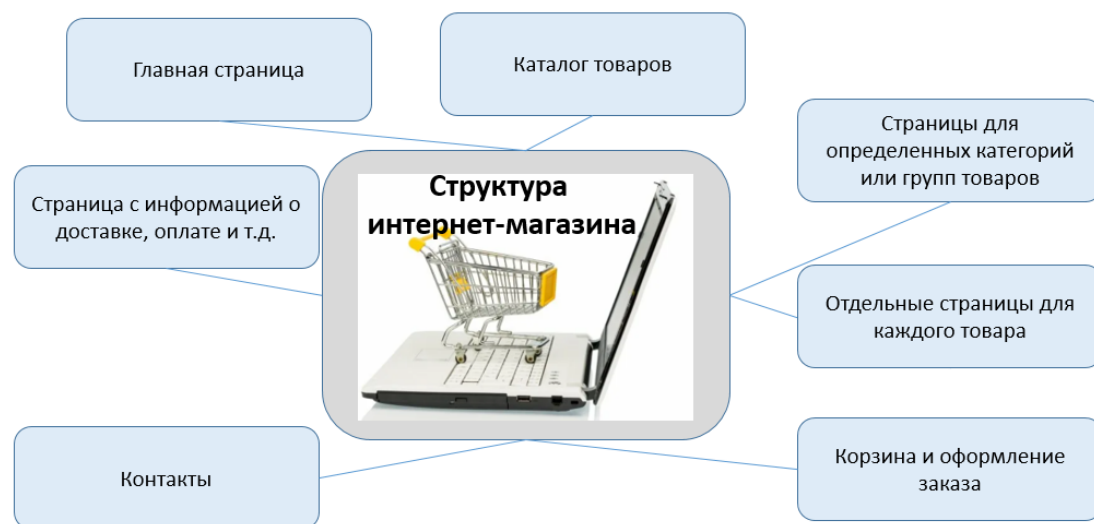 Главная страница
Каталог товаров
Страницы для
определенных категорий
или групп товаров
Структура
интернет-магазина
Страница с информацией о
доставке, оплате и т.д.
Отдельные страницы для
каждого товара
Контакты
Корзина и оформление
заказа